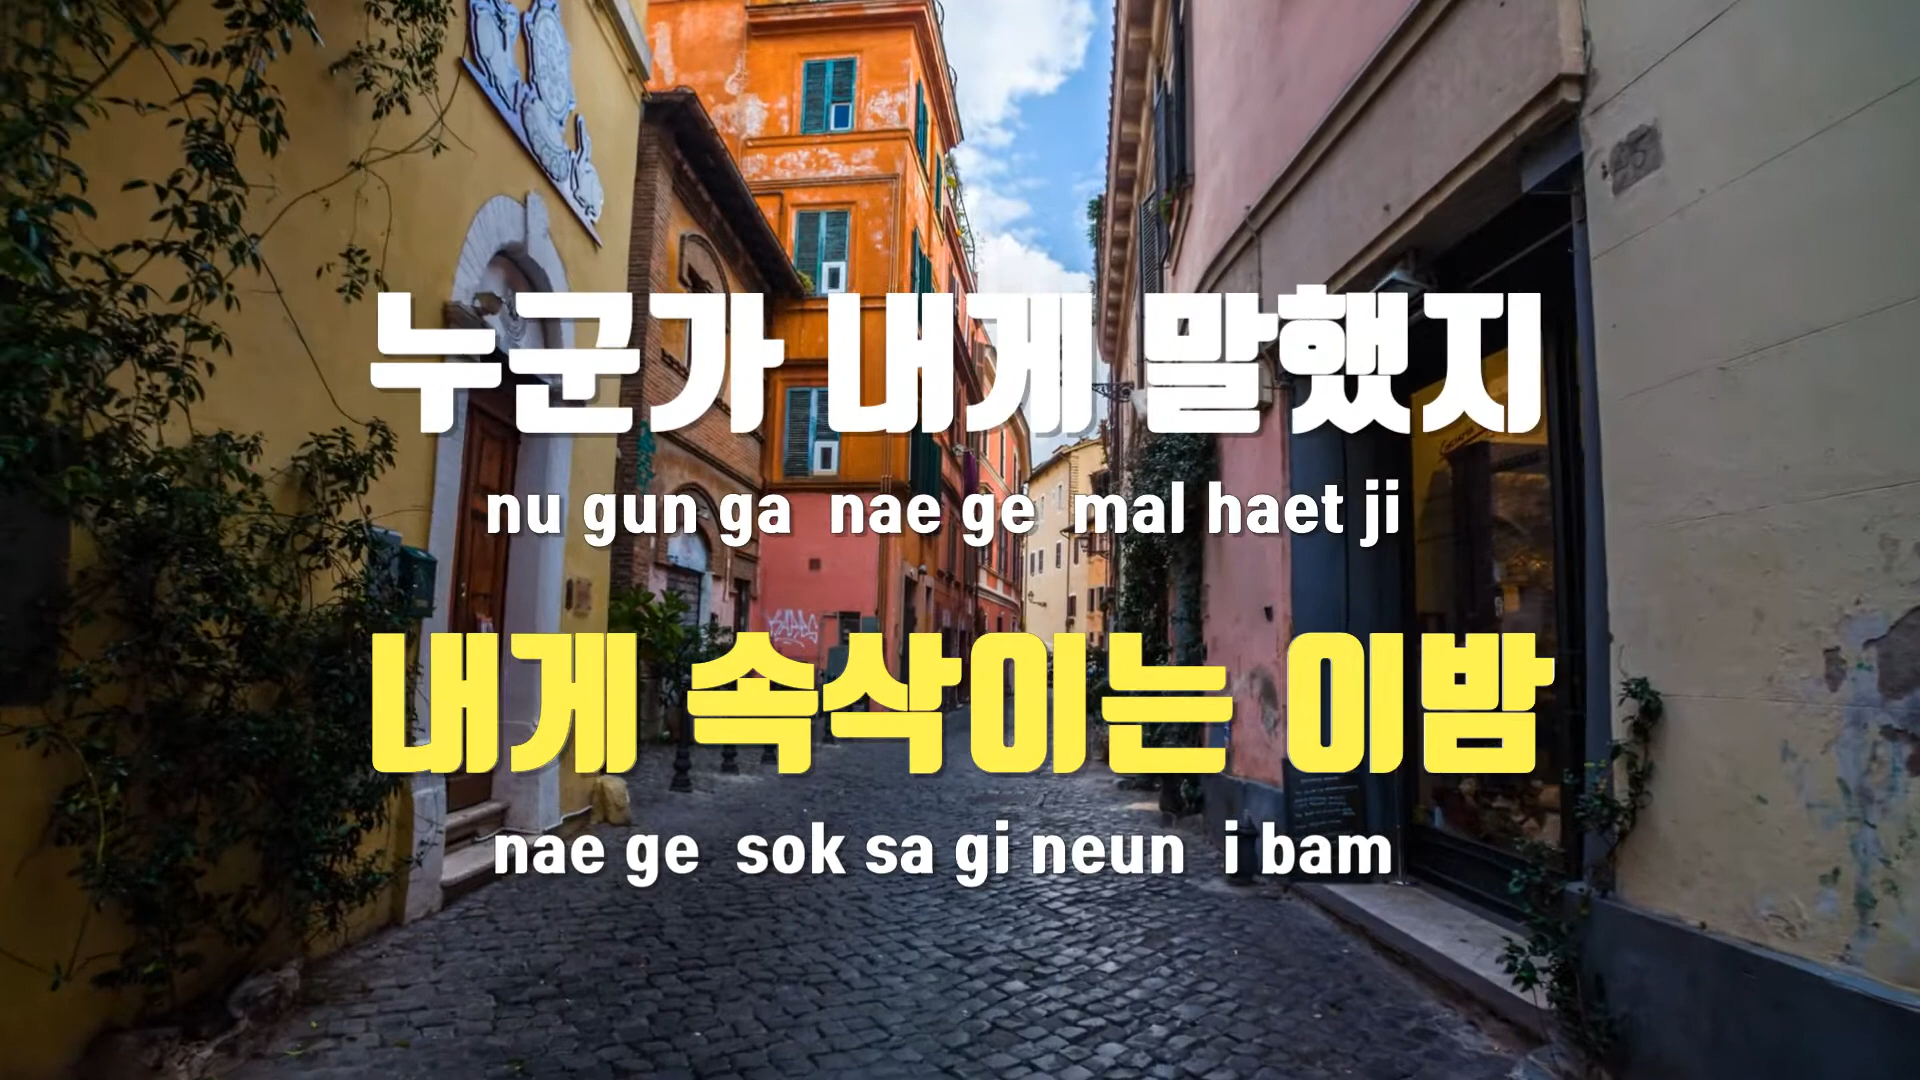 누군가 내게 말했지
nu gun ga nae ge mal haet ji
내게 속삭이는 이밤
nae ge sok sa gi neun i bam